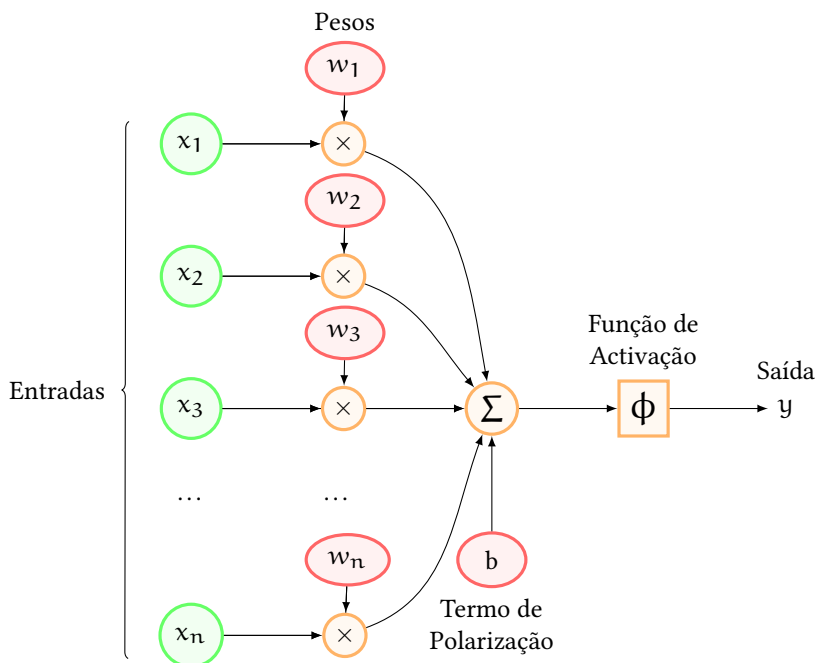 Pesos
w1
x1
×
w2
x2
×
w3
Função de
Activação
Saída
Entradas
x3
×
Σ
ϕ
y
...
...
wn
b
Termo de
Polarização
xn
×